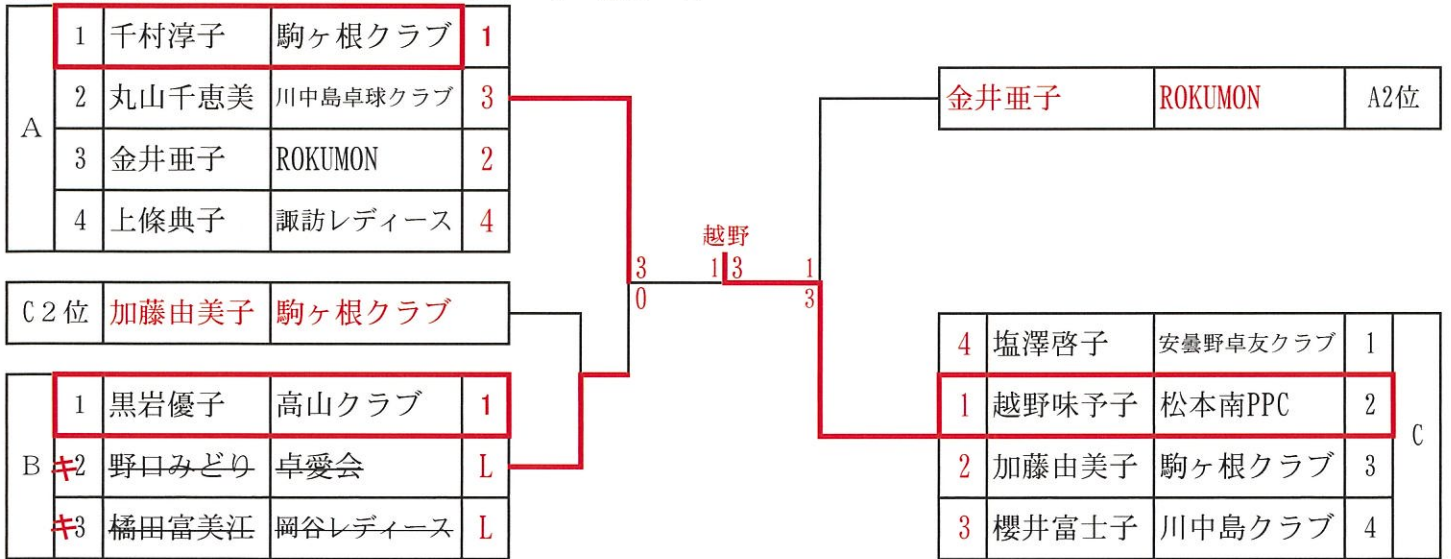 1 千村淳子 駒ヶ根クラブ 1
2 丸山千恵美 川中島卓球クラブ 3
A
3 金井亜子 ROKUMON 2
4 上條典子 諏訪レディース 4
C2位 加藤由美子 駒ヶ根クラブ
1 黒岩優子 高山クラブ 1
B キ2 野口みどり 卓愛会 L
キ3 橘田富美江 岡谷レディース L
3
0
越野
1 3
1
3
金井亜子 ROKUMON A2位
4 塩澤啓子 安曇野卓友クラブ 1
1 越野味予子 松本南PPC 2
C
2 加藤由美子 駒ヶ根クラブ 3
3 櫻井富士子 川中島クラブ 4